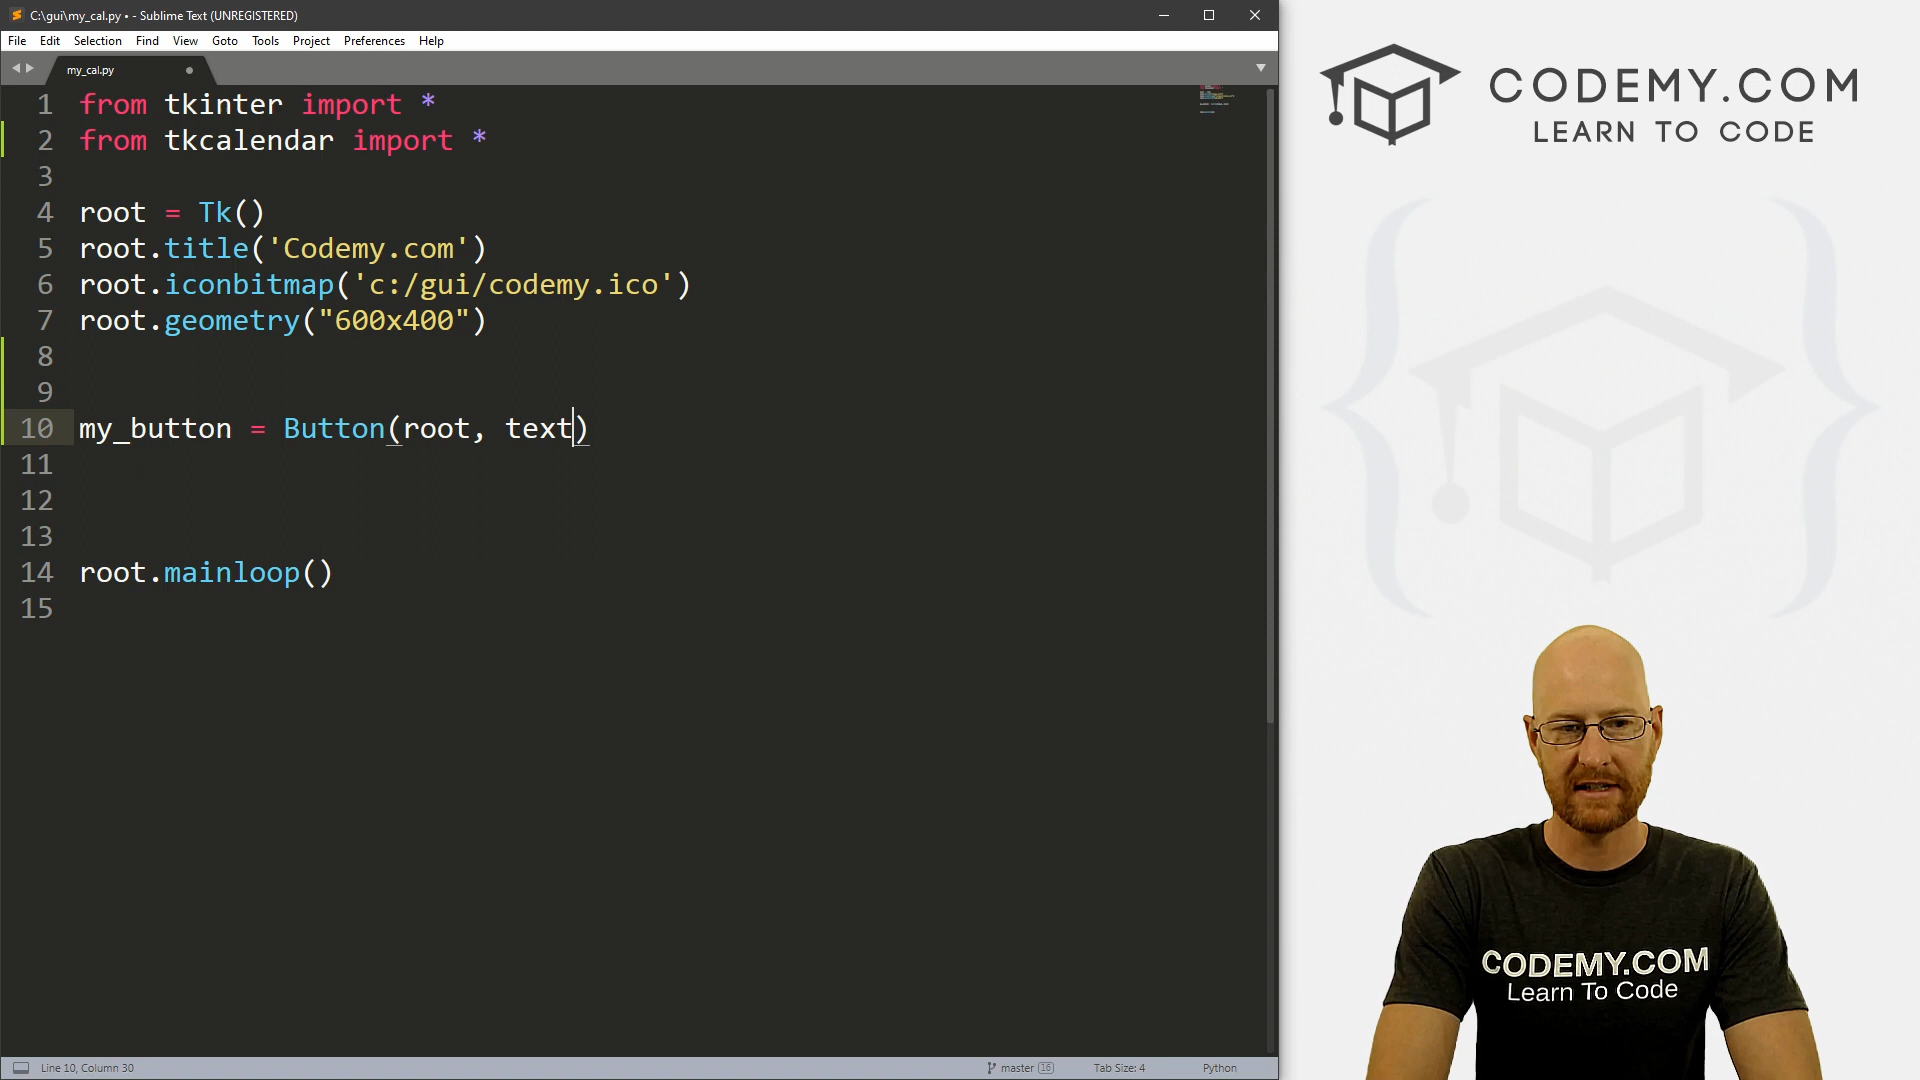 C:\gui\my_cal.py • - Sublime Text (UNREGISTERED)
File Edit Selection Find View Goto Tools Project Preferences Help
my_cal.py
1 from tkinter import *
2 from tkcalendar import *
3
4 root = Tk()
5 root.title('Codemy.com')
6 root.iconbitmap('c:/gui/codemy.ico')
7 root.geometry("600x400")
8
9
10 my_button = Button(root, text)
11
12
13
14 root.mainloop()
15
Line 10, Column 30
master 16
Tab Size: 4
Python
CODEMY.COM
LEARN TO CODE
CODEMY.COM
Learn To Code